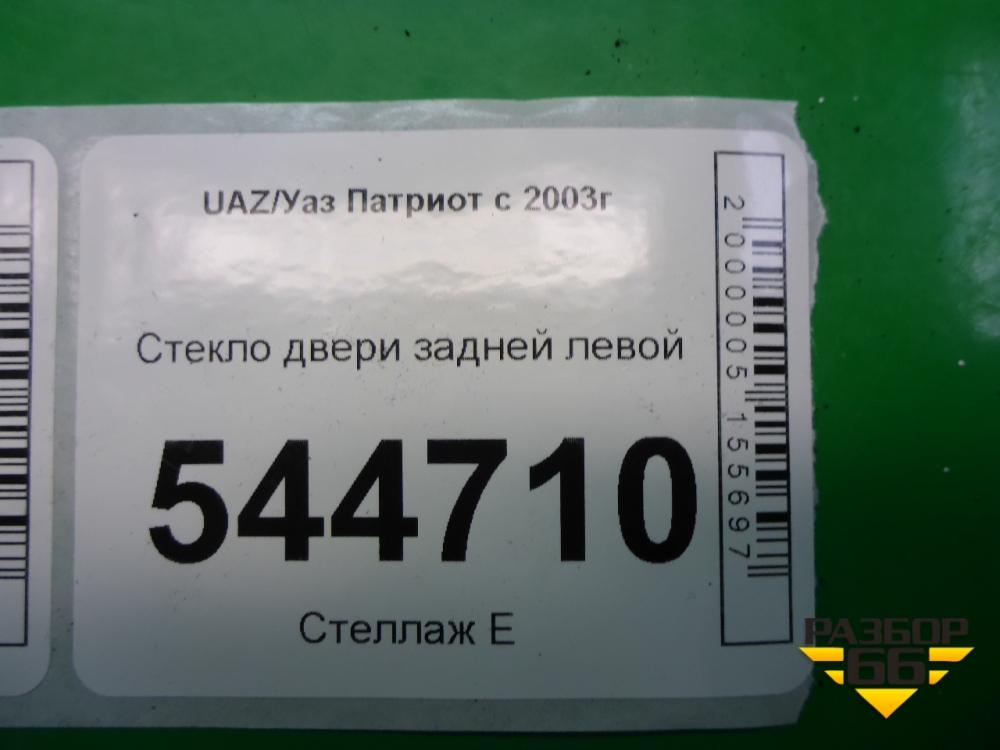 UAZ/Уаз Патриот с 2003г
Стекло двери задней левой
544710
Стеллаж Е
2000005155697
РАЗБОР
66